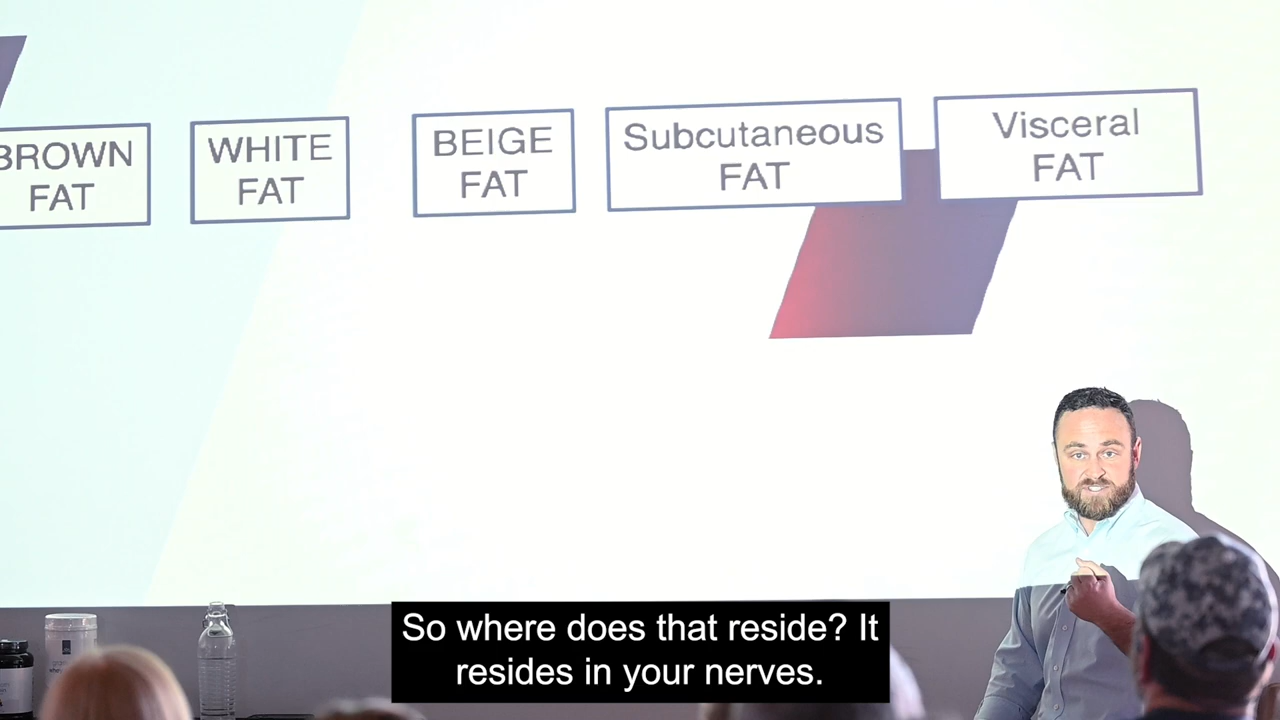 BROWN
FAT
WHITE
FAT
BEIGE
FAT
Subcutaneous
FAT
Visceral
FAT
So where does that reside? It
resides in your nerves.